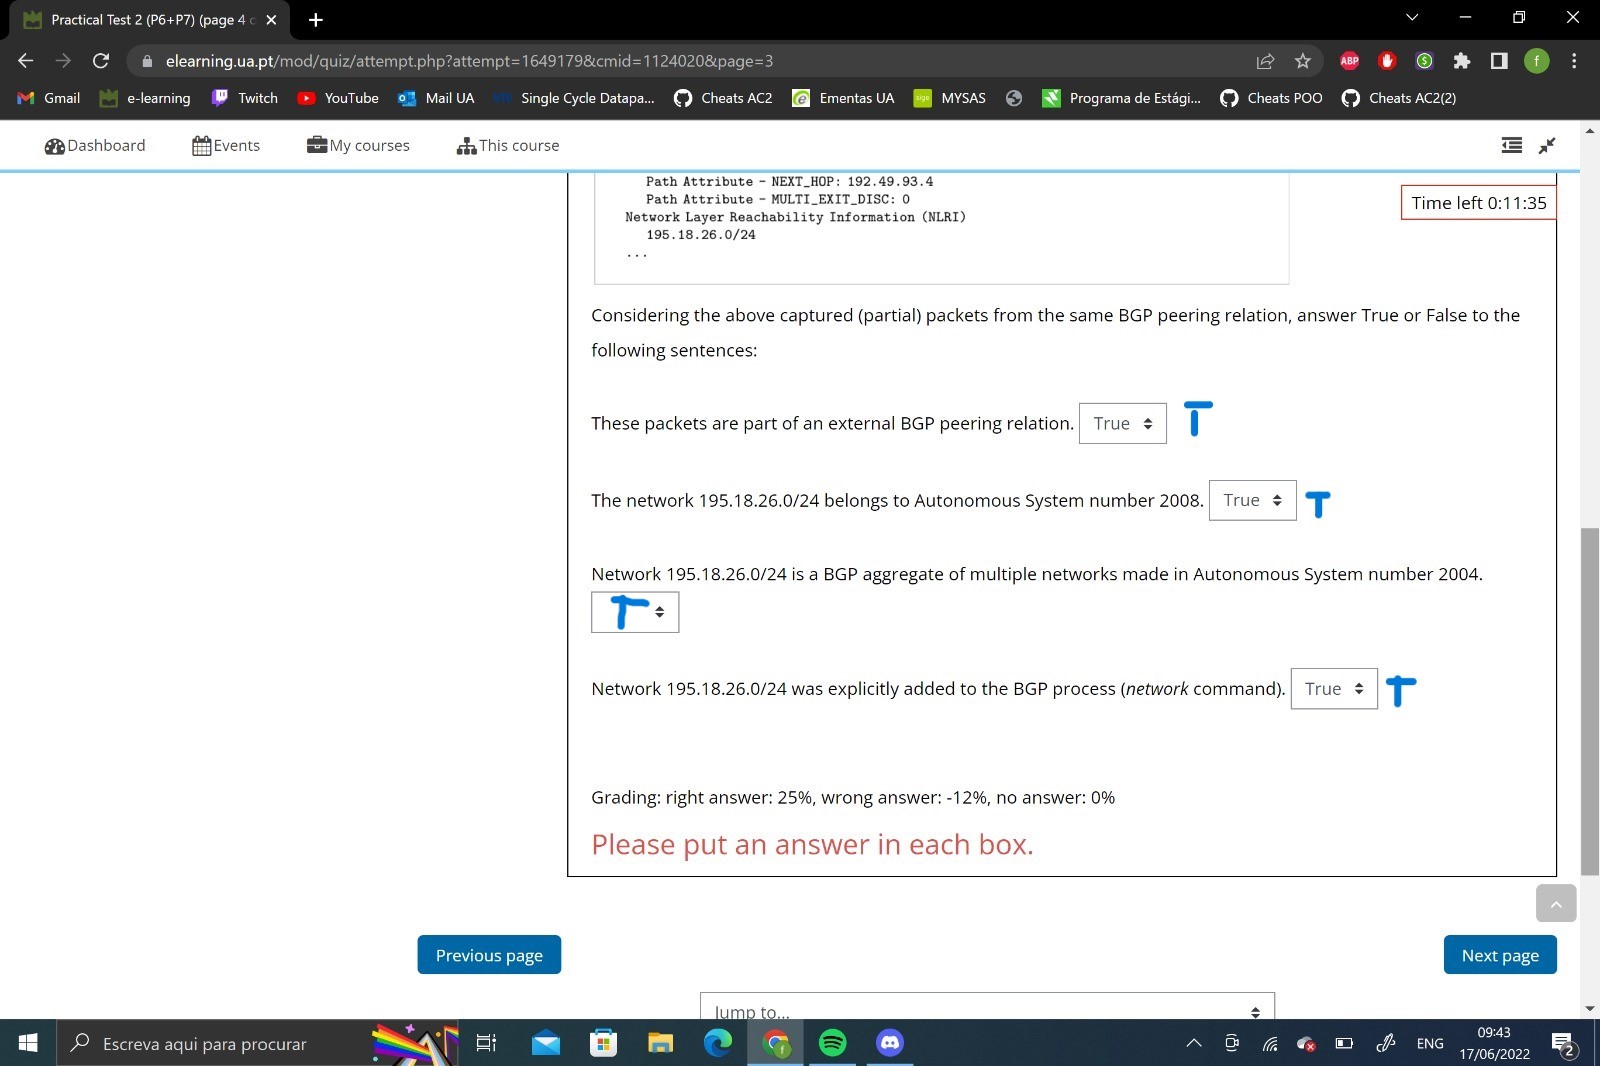 Practical Test 2 (P6+P7) (page 4 o
elearning.ua.pt/mod/quiz/attempt.php?attempt=1649179&cmid=1124020&page=3
ABP
f
Gmail e-learning Twitch YouTube Mail UA Single Cycle Datapa... Cheats AC2 Ementas UA MYSAS Programa de Estági... Cheats POO Cheats AC2(2)
Dashboard Events My courses This course
Path Attribute - NEXT_HOP: 192.49.93.4
Path Attribute - MULTI_EXIT_DISC: 0
Network Layer Reachability Information (NLRI)
195.18.26.0/24
...
Time left 0:11:35
Considering the above captured (partial) packets from the same BGP peering relation, answer True or False to the
following sentences:
These packets are part of an external BGP peering relation. True T
The network 195.18.26.0/24 belongs to Autonomous System number 2008. True T
Network 195.18.26.0/24 is a BGP aggregate of multiple networks made in Autonomous System number 2004.
T
Network 195.18.26.0/24 was explicitly added to the BGP process (network command). True T
Grading: right answer: 25%, wrong answer: -12%, no answer: 0%
Please put an answer in each box.
Previous page Next page
Jump to...
Escreva aqui para procurar
ENG
09:43
17/06/2022
2